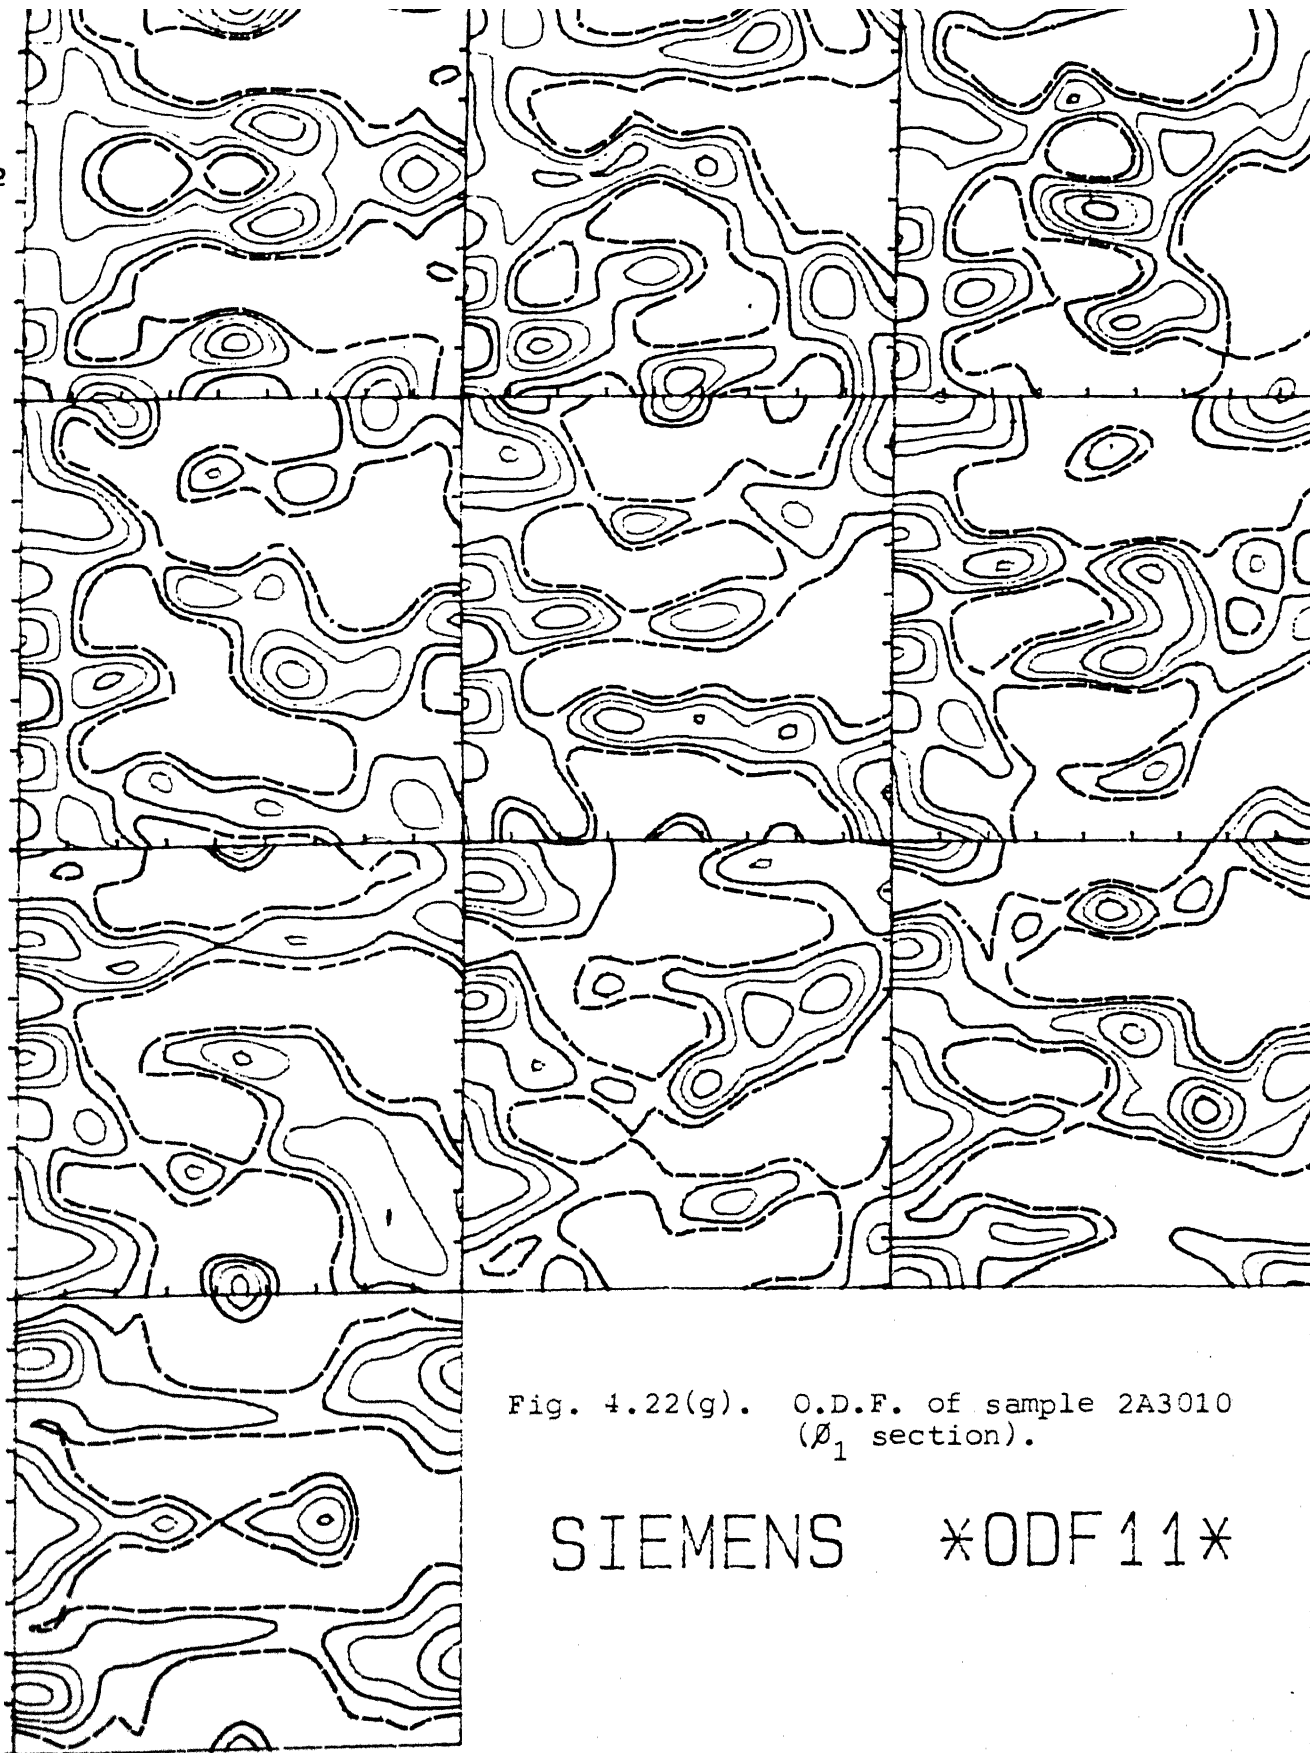 Fig. 4.22(g). O.D.F. of sample 2A3010
(Ø1 section).
SIEMENS *ODF11*